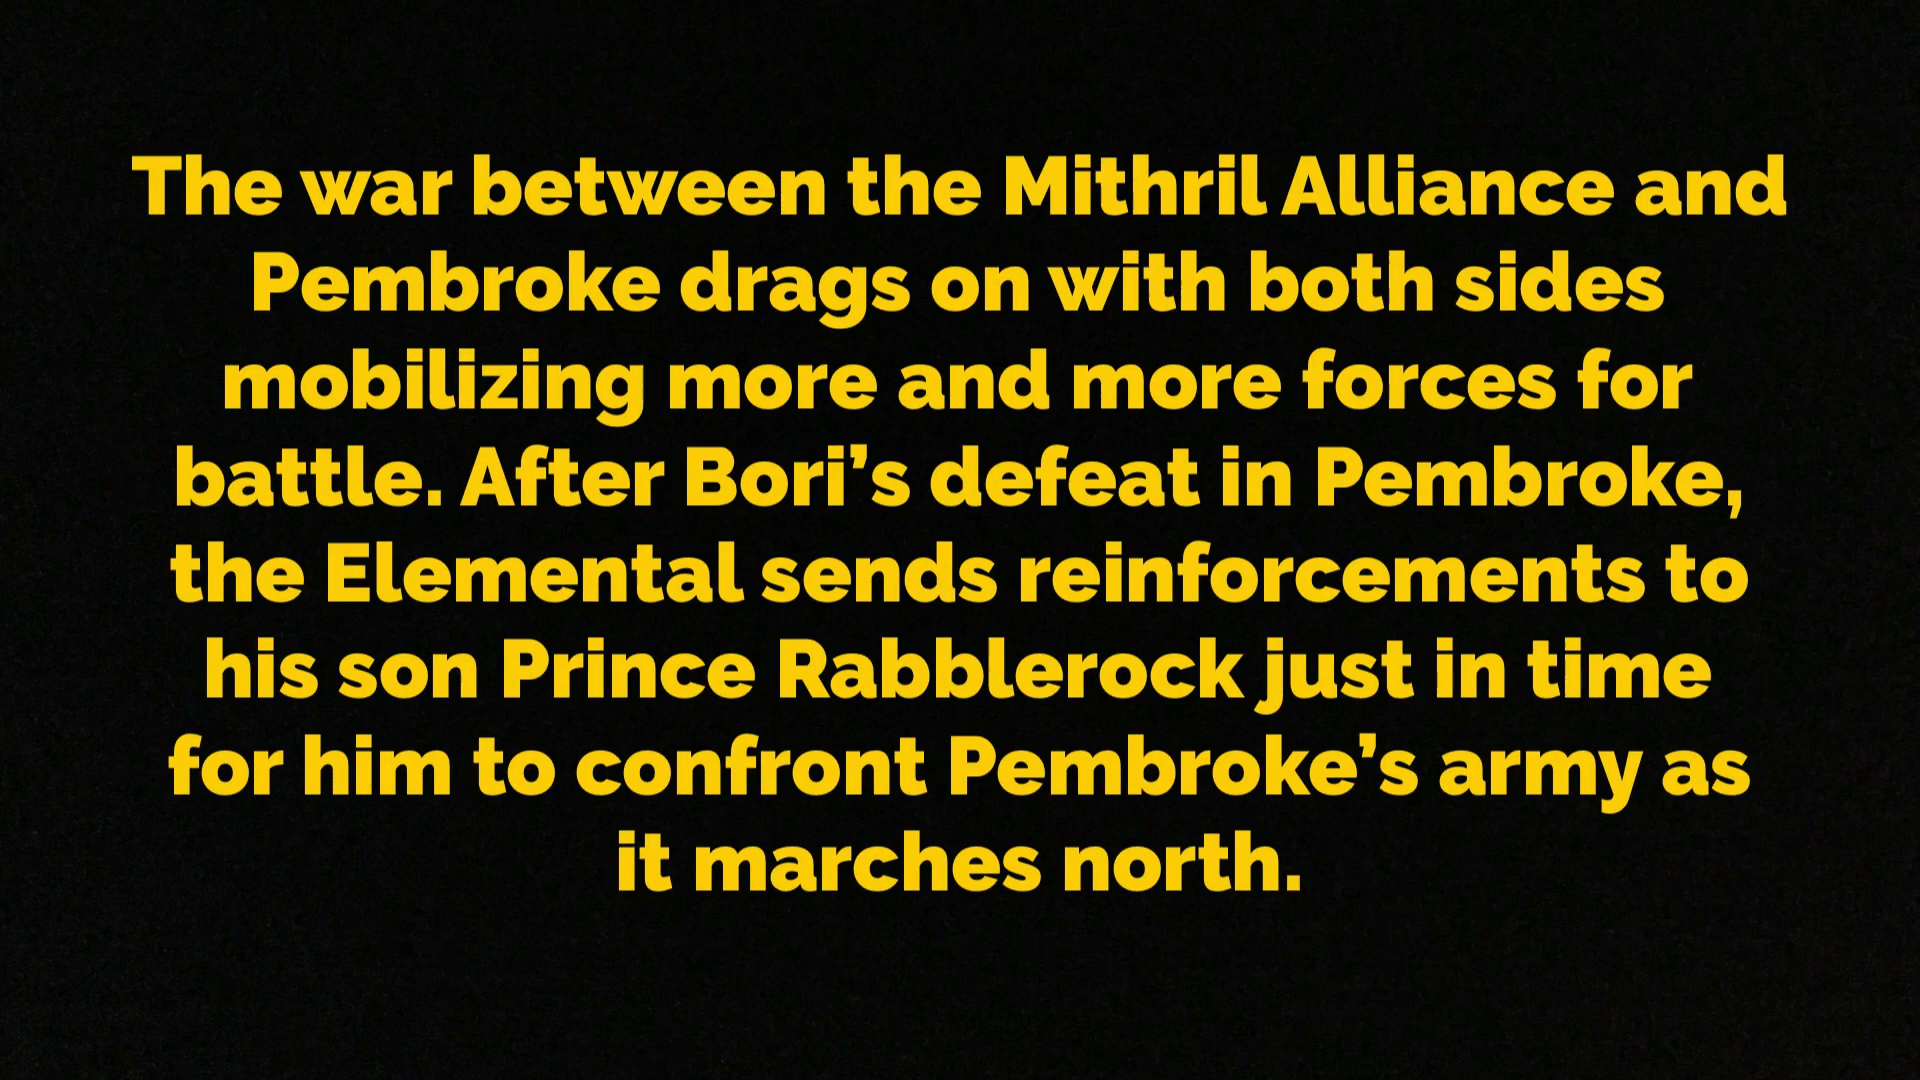 The war between the Mithril Alliance and
Pembroke drags on with both sides
mobilizing more and more forces for
battle. After Bori’s defeat in Pembroke,
the Elemental sends reinforcements to
his son Prince Rabblerock just in time
for him to confront Pembroke’s army as
it marches north.